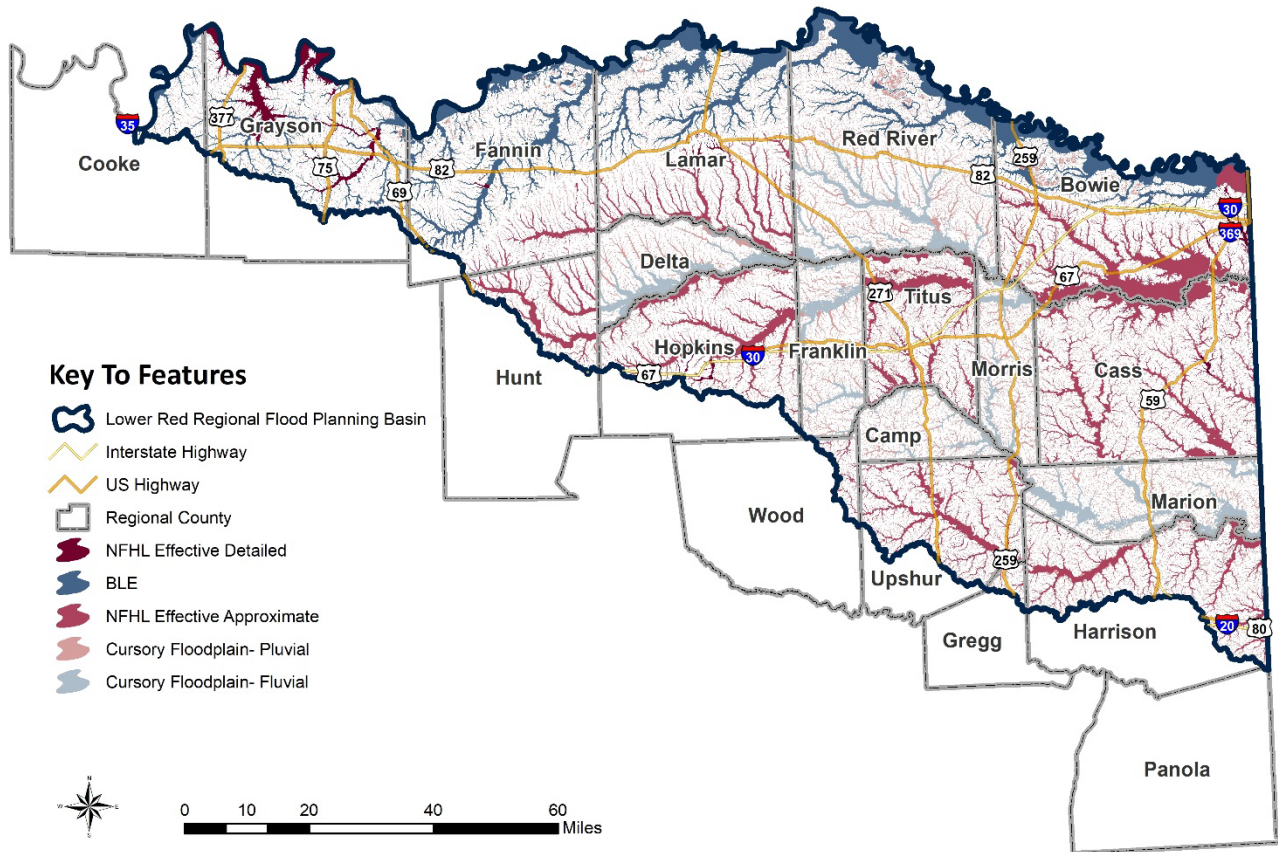 35
377
Grayson
Cooke
75
69
82
Fannin
Lamar
Red River
82
259
Bowie
30
369
Delta
271
Titus
67
Hopkins
30
Franklin
Morris
Cass
Hunt
67
59
Camp
Key To Features
Lower Red Regional Flood Planning Basin
Interstate Highway
US Highway
Regional County
NFHL Effective Detailed
BLE
NFHL Effective Approximate
Cursory Floodplain- Pluvial
Cursory Floodplain- Fluvial
Wood
Marion
259
Upshur
20
80
Harrison
Gregg
Panola
N
W
E
S
0 10 20 40 60
Miles